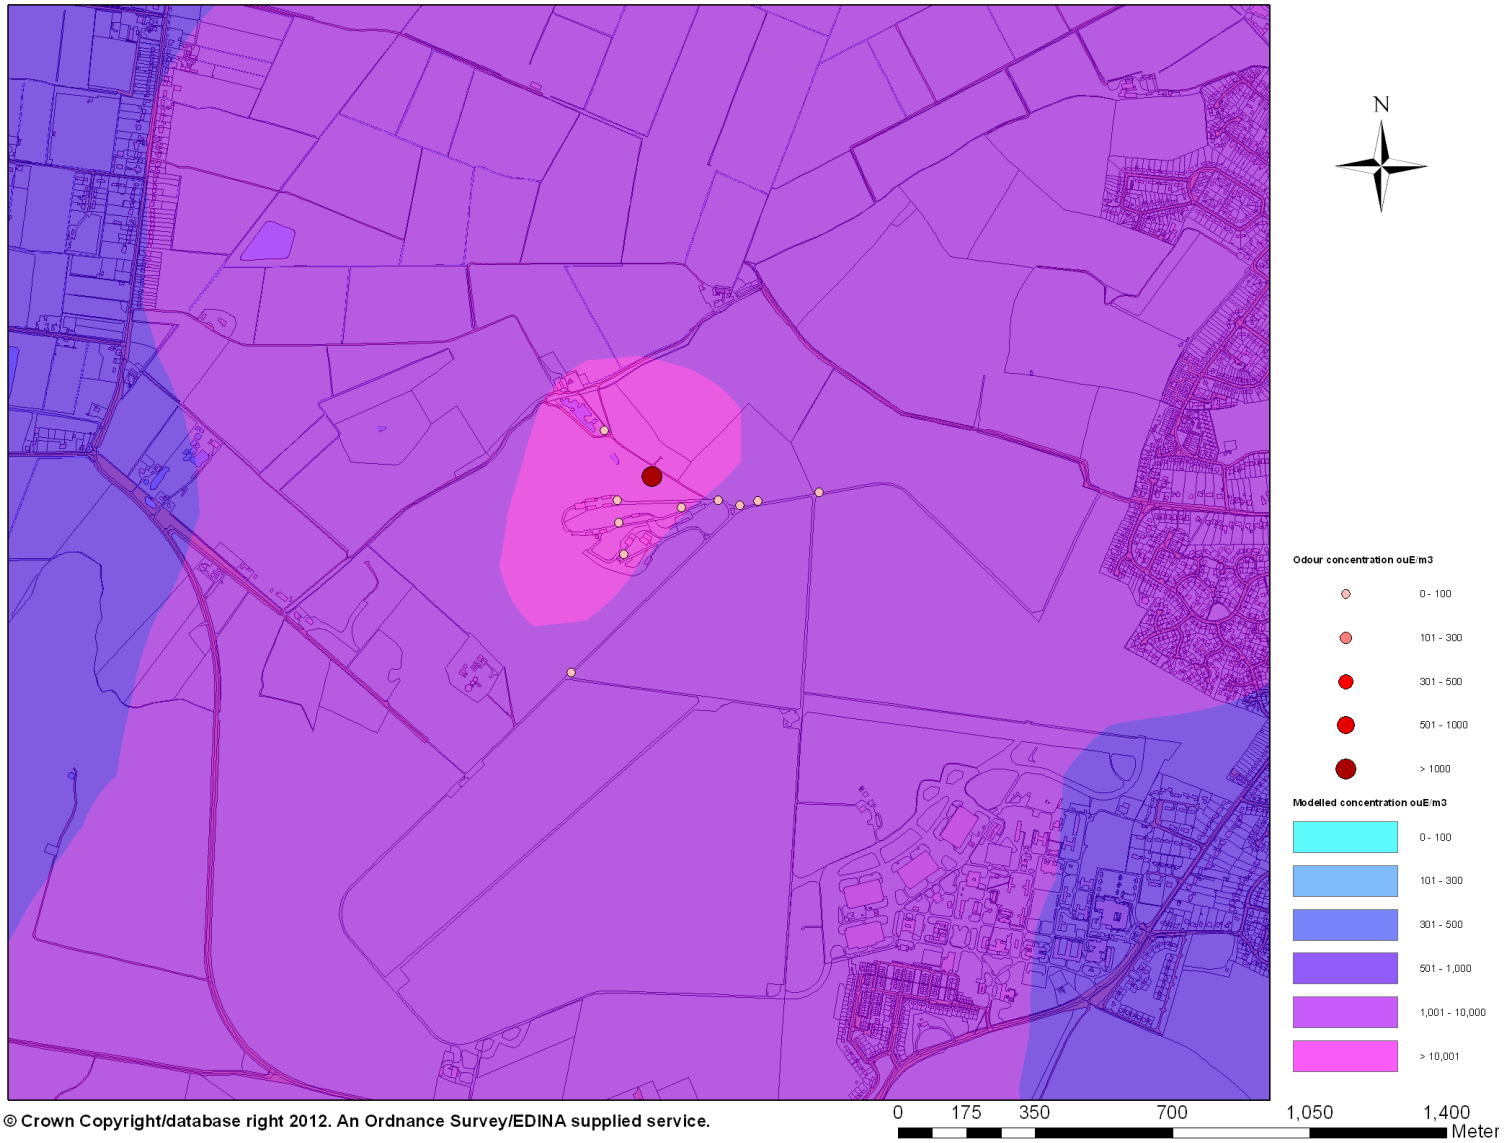 N
Odour concentration ouE/m3
0 - 100
101 - 300
301 - 500
501 - 1000
> 1000
Modelled concentration ouE/m3
0 - 100
101 - 300
301 - 500
501 - 1,000
1,001 - 10,000
> 10,001
© Crown Copyright/database right 2012. An Ordnance Survey/EDINA supplied service.
0 175 350 700 1,050 1,400
Meter